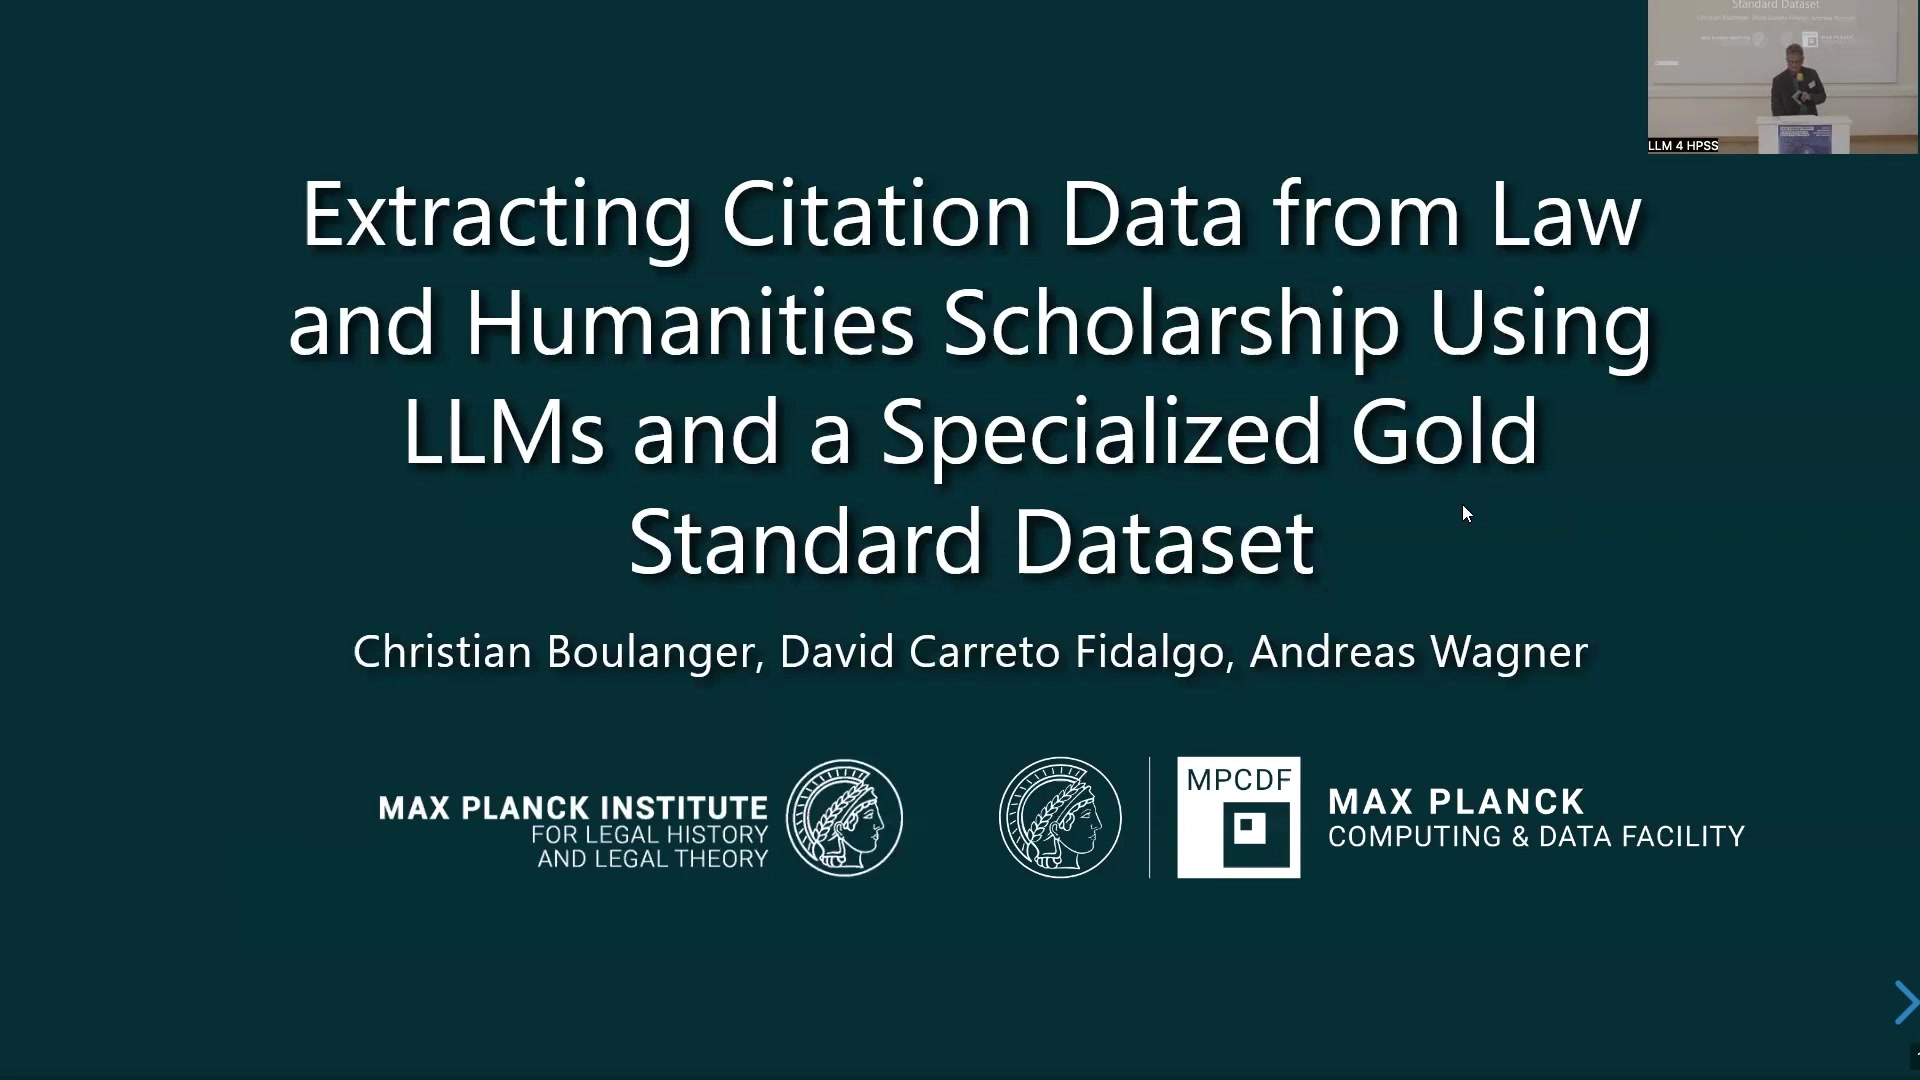 Standard Dataset
LLM 4 HPSS
Extracting Citation Data from Law
and Humanities Scholarship Using
LLMs and a Specialized Gold
Standard Dataset
Christian Boulanger, David Carreto Fidalgo, Andreas Wagner
MAX PLANCK INSTITUTE
FOR LEGAL HISTORY
AND LEGAL THEORY
MPCDF
MAX PLANCK
COMPUTING & DATA FACILITY